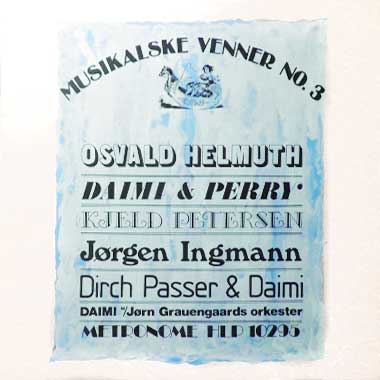 MUSIKALSKE VENNER NO. 3
OSVALD HELMUTH
DAIMI & PERRY
KJELD PETERSEN
Jørgen Ingmann
Dirch Passer & Daimi
DAIMI m/Jørn Grauengaards orkester
METRONOME HLP 10295